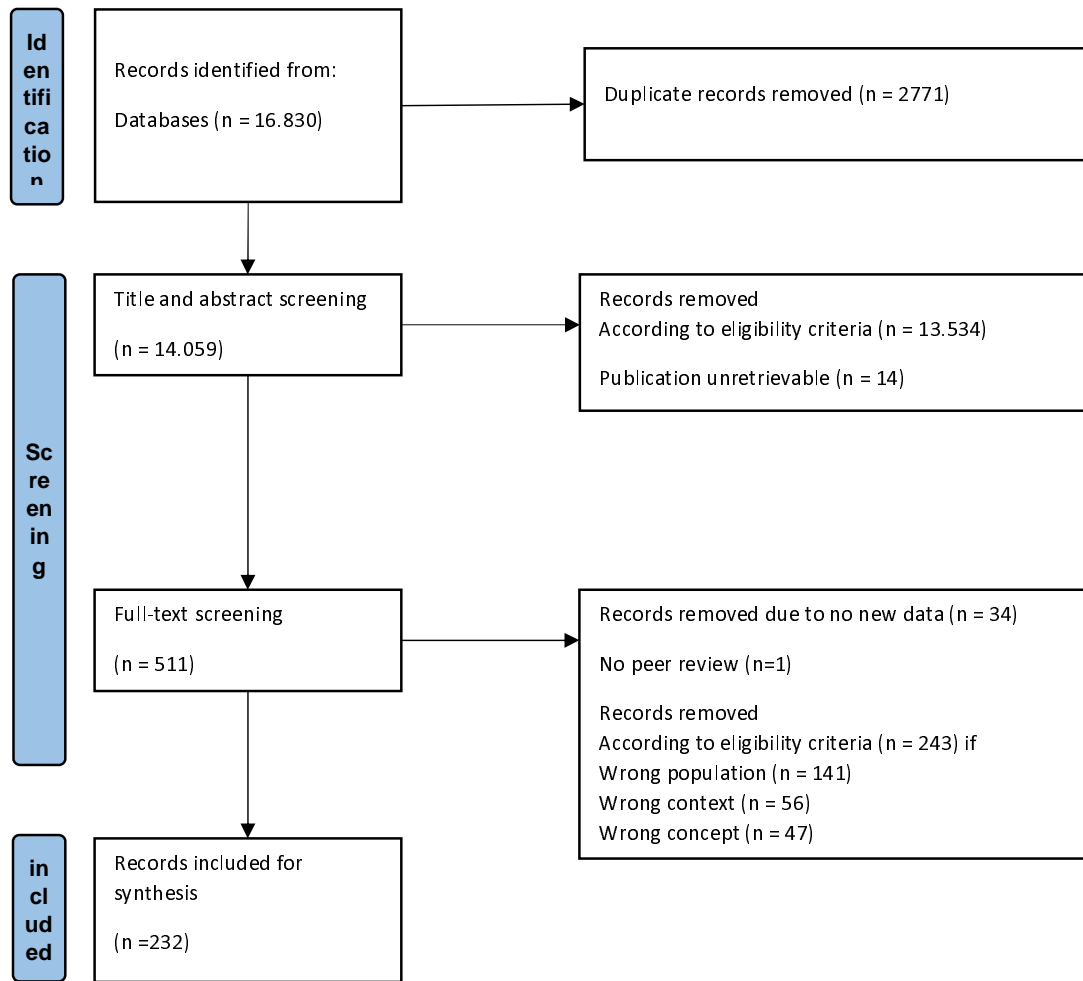 Id
en
tifi
ca
tio
n
Records identified from:
Databases (n = 16.830)
Duplicate records removed (n = 2771)
Sc
re
en
in
g
Title and abstract screening
(n = 14.059)
Records removed
According to eligibility criteria (n = 13.534)
Publication unretrievable (n = 14)
Full-text screening
(n = 511)
Records removed due to no new data (n = 34)
No peer review (n=1)
Records removed
According to eligibility criteria (n = 243) if
Wrong population (n = 141)
Wrong context (n = 56)
Wrong concept (n = 47)
in
cl
ud
ed
Records included for
synthesis
(n =232)